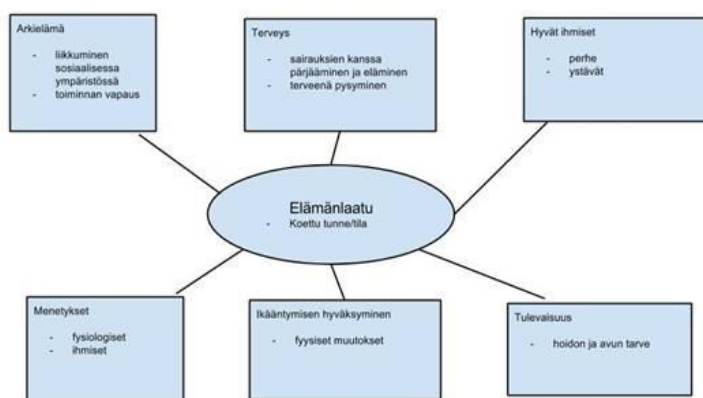 Arkielämä
- liikkuminen
sosiaalisessa
ympäristössä
- toiminnan vapaus
Terveys
- sairauksien kanssa
pärjääminen ja eläminen
- terveenä pysyminen
Hyvät ihmiset
- perhe
- ystävät
Elämänlaatu
- Koettu tunne/tila
Menetykset
- fysiologiset
- ihmiset
Ikääntymisen hyväksyminen
- fyysiset muutokset
Tulevaisuus
- hoidon ja avun tarve